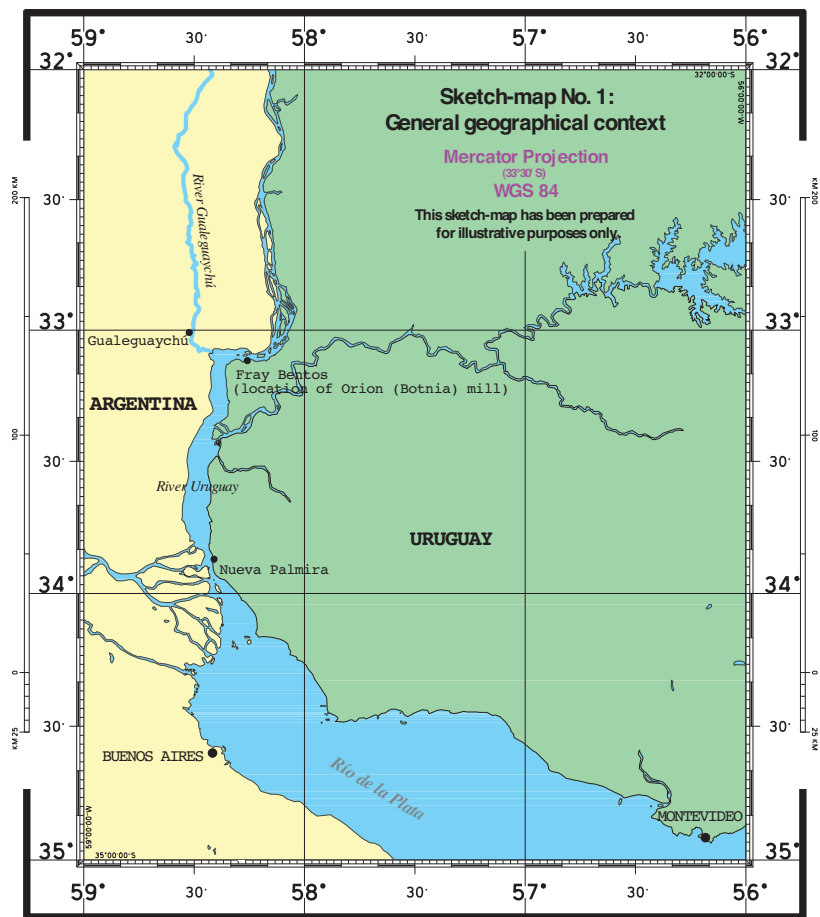 59° 30' 58° 30' 57° 30' 56°
32° 32°
32°00'00"S
56°00'00"W
Sketch-map No. 1:
General geographical context
Mercator Projection
(33°30' S)
WGS 84
This sketch-map has been prepared
for illustrative purposes only.
200 KM KM 200
30' 30'
River Gualeguaychú
33° 33°
Gualeguaychú
Fray Bentos
(location of Orion (Botnia) mill)
ARGENTINA
100 100
30' 30'
River Uruguay
URUGUAY
Nueva Palmira
34° 34°
0 0
30' 30'
KM 25 25 KM
BUENOS AIRES
Río de la Plata
MONTEVIDEO
59°00'00"W
35°00'00"S
35° 35°
59° 30' 58° 30' 57° 30' 56°